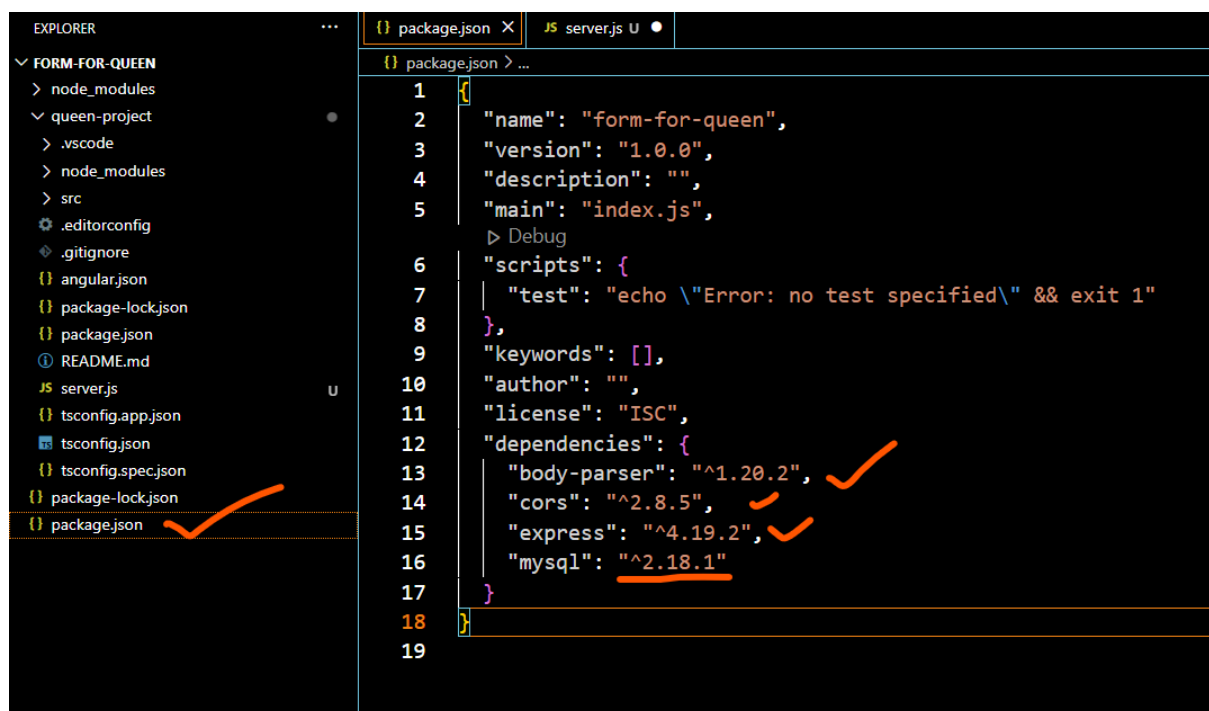 EXPLORER ...
FORM-FOR-QUEEN
node_modules
queen-project
.vscode
node_modules
src
.editorconfig
.gitignore
{} angular.json
{} package-lock.json
{} package.json
README.md
JS server.js U
{} tsconfig.app.json
TS tsconfig.json
{} tsconfig.spec.json
{} package-lock.json
{} package.json
{} package.json X JS server.js U
{} package.json > ...
1 {
2 "name": "form-for-queen",
3 "version": "1.0.0",
4 "description": "",
5 "main": "index.js",
Debug
6 "scripts": {
7 "test": "echo \"Error: no test specified\" && exit 1"
8 },
9 "keywords": [],
10 "author": "",
11 "license": "ISC",
12 "dependencies": {
13 "body-parser": "^1.20.2",
14 "cors": "^2.8.5",
15 "express": "^4.19.2",
16 "mysql": "^2.18.1"
17 }
18 }
19